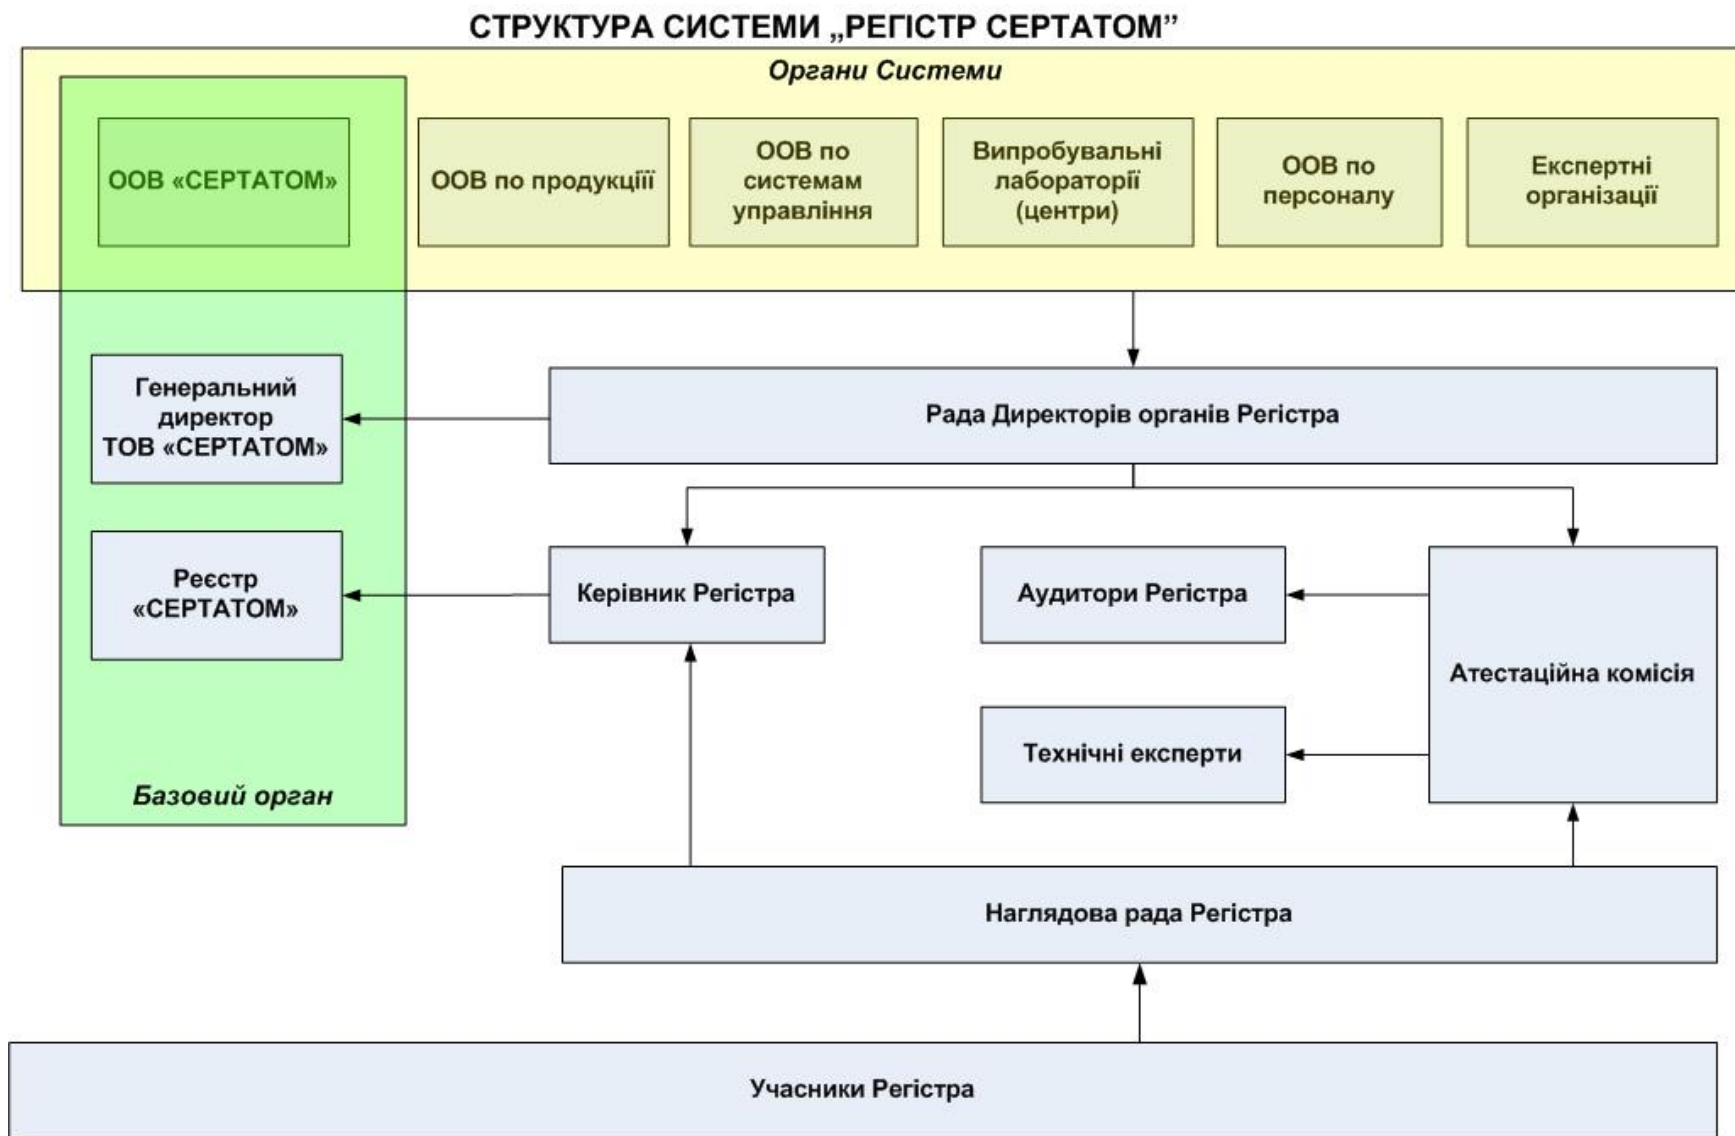 СТРУКТУРА СИСТЕМИ „РЕГІСТР СЕРТАТОМ”
Органи Системи
ООВ «СЕРТАТОМ»
ООВ по продукціїї
ООВ по
системам
управління
Випробувальні
лабораторії
(центри)
ООВ по
персоналу
Експертні
організації
Генеральний
директор
ТОВ «СЕРТАТОМ»
Рада Директорів органів Регістра
Реєстр
«СЕРТАТОМ»
Керівник Регістра
Аудитори Регістра
Атестаційна комісія
Технічні експерти
Базовий орган
Наглядова рада Регістра
Учасники Регістра